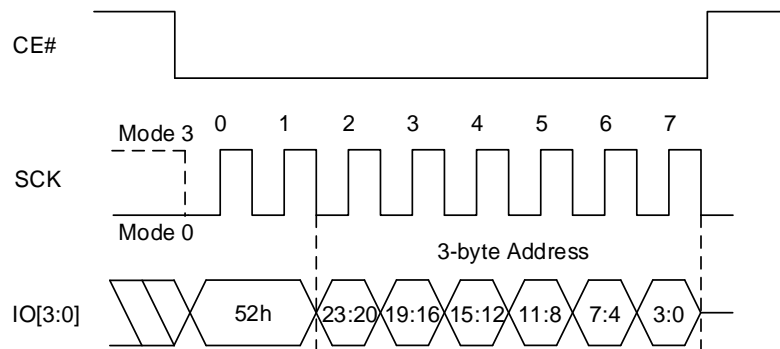 CE#
0 1 2 3 4 5 6 7
Mode 3
SCK
Mode 0
3-byte Address
IO[3:0]
52h 23:20 19:16 15:12 11:8 7:4 3:0